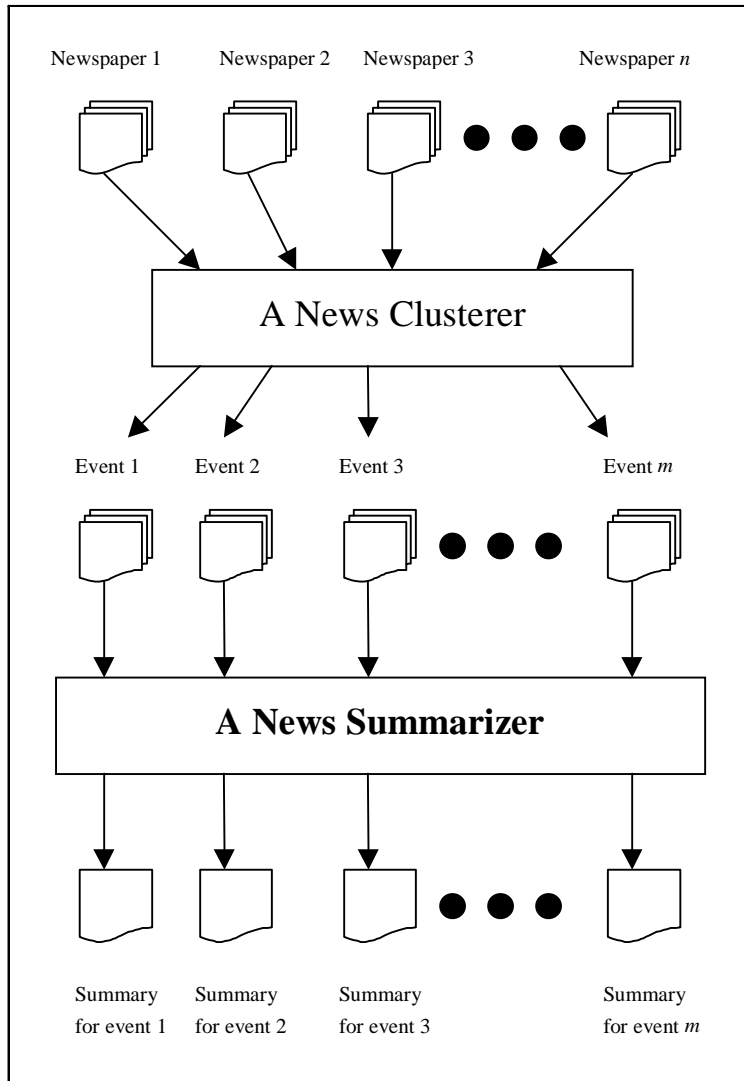 Newspaper 1 Newspaper 2 Newspaper 3 Newspaper n
A News Clusterer
Event 1 Event 2 Event 3 Event m
A News Summarizer
Summary Summary Summary Summary
for event 1 for event 2 for event 3 for event m